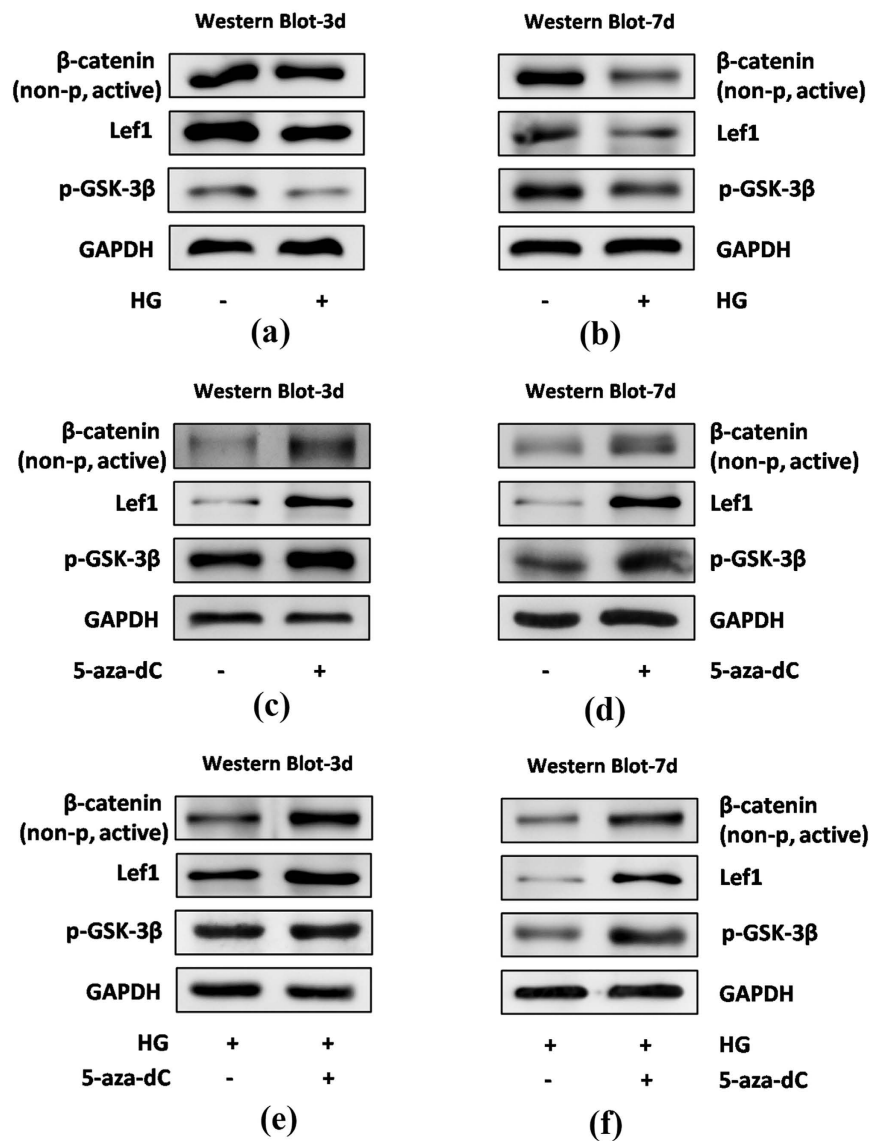 Western Blot-3d
β-catenin
(non-p, active)
Lef1
p-GSK-3β
GAPDH
HG - +
(a)
Western Blot-7d
β-catenin
(non-p, active)
Lef1
p-GSK-3β
GAPDH
- + HG
(b)
Western Blot-3d
β-catenin
(non-p, active)
Lef1
p-GSK-3β
GAPDH
5-aza-dC - +
(c)
Western Blot-7d
β-catenin
(non-p, active)
Lef1
p-GSK-3β
GAPDH
- + 5-aza-dC
(d)
Western Blot-3d
β-catenin
(non-p, active)
Lef1
p-GSK-3β
GAPDH
HG + +
5-aza-dC - +
(e)
Western Blot-7d
β-catenin
(non-p, active)
Lef1
p-GSK-3β
GAPDH
+ + HG
- + 5-aza-dC
(f)